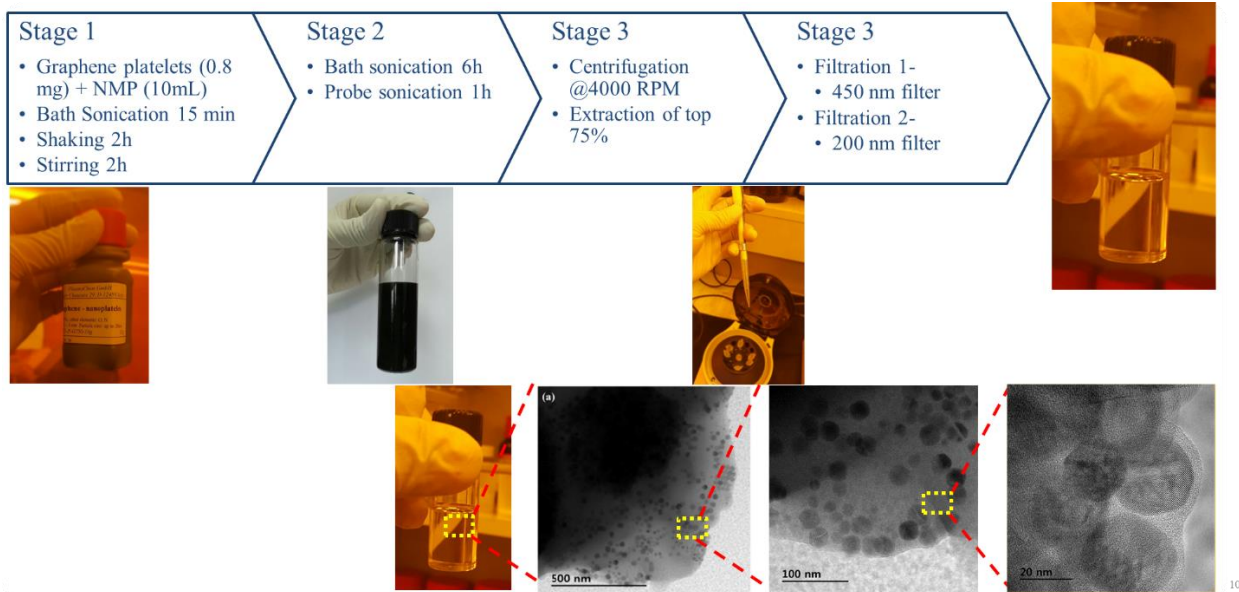 Stage 1
• Graphene platelets (0.8
mg) + NMP (10mL)
• Bath Sonication 15 min
• Shaking 2h
• Stirring 2h
Stage 2
• Bath sonication 6h
• Probe sonication 1h
Stage 3
• Centrifugation
@4000 RPM
• Extraction of top
75%
Stage 3
• Filtration 1-
• 450 nm filter
• Filtration 2-
• 200 nm filter
(a)
500 nm
100 nm
20 nm
10